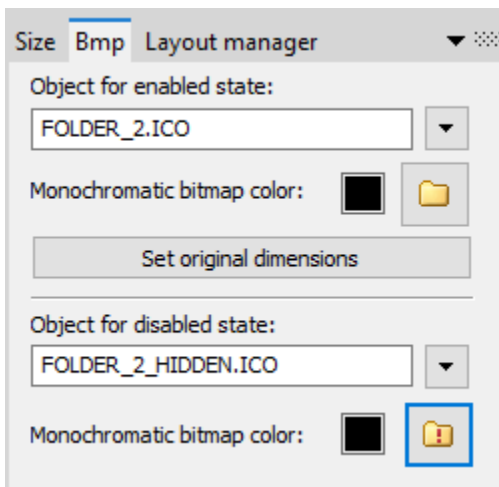 Size Bmp Layout manager
Object for enabled state:
FOLDER_2.ICO
Monochromatic bitmap color:
Set original dimensions
Object for disabled state:
FOLDER_2_HIDDEN.ICO
Monochromatic bitmap color: